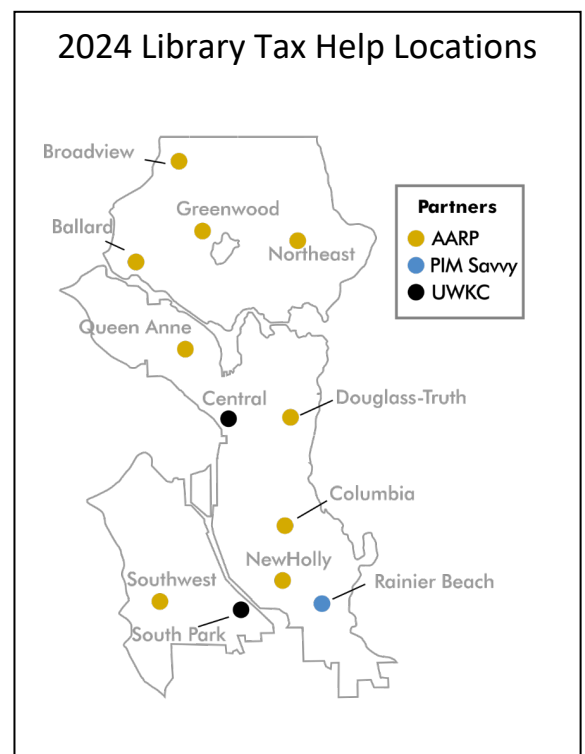 2024 Library Tax Help Locations
Broadview
Greenwood
Ballard
Northeast
Partners
AARP
PIM Savvy
UWKC
Queen Anne
Central
Douglass-Truth
Columbia
NewHolly
Southwest
Rainier Beach
South Park